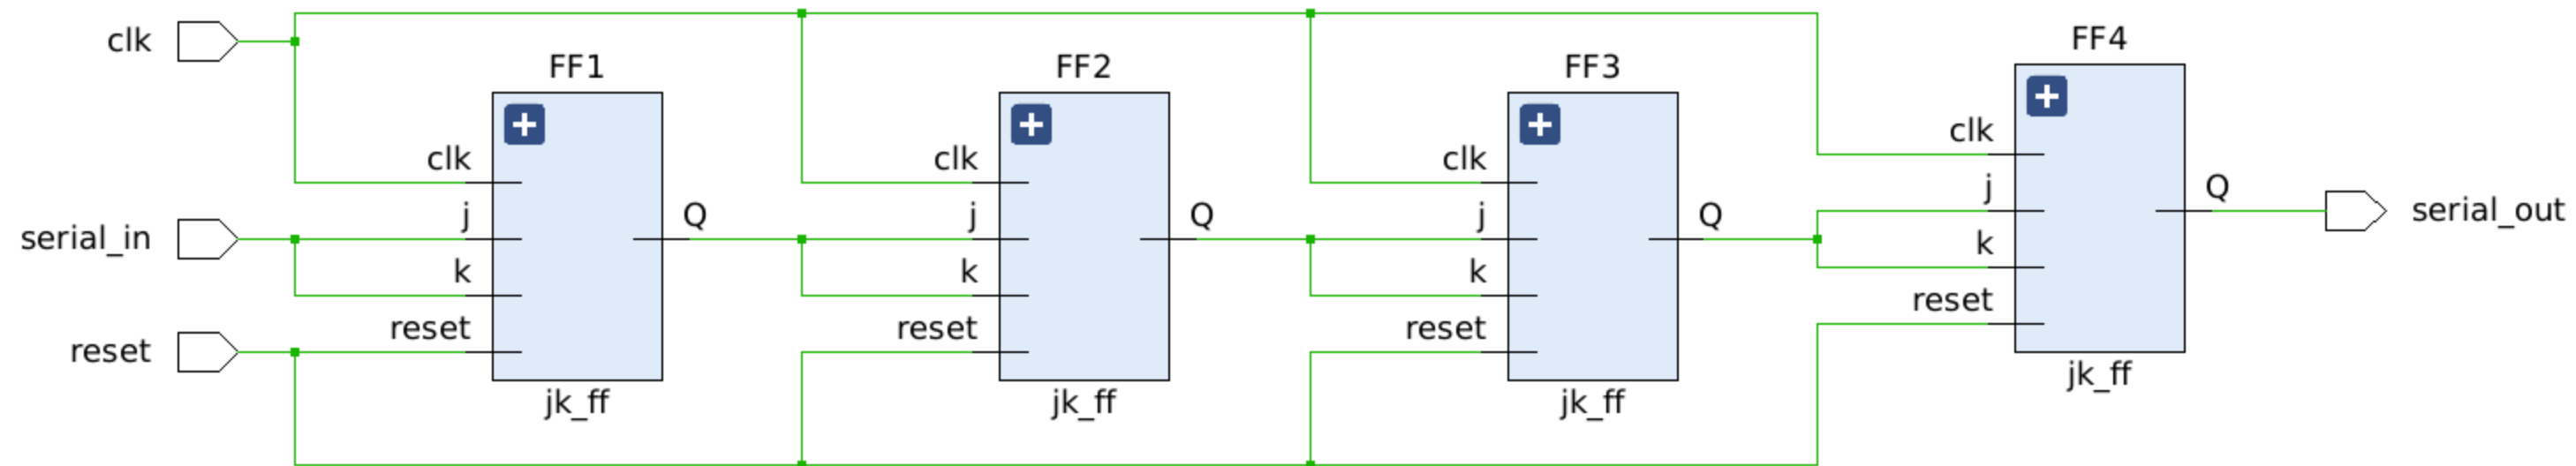 clk
serial_in
reset
FF1
clk
j
k
reset
Q
jk_ff
FF2
clk
j
k
reset
Q
jk_ff
FF3
clk
j
k
reset
Q
jk_ff
FF4
clk
j
k
reset
Q
jk_ff
serial_out